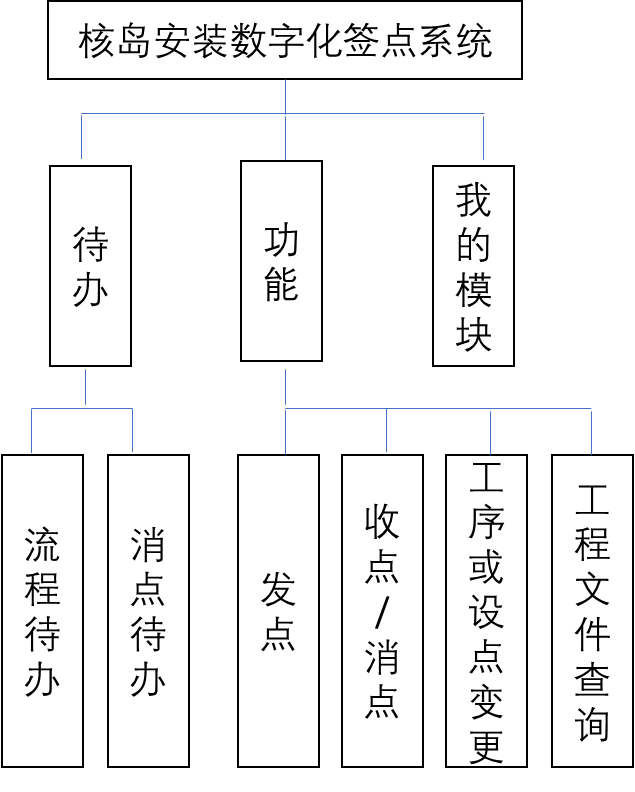 核岛安装数字化签点系统
待办
功能
我的模块
流程待办
消点待办
发点
收点/消点
工序或设点变更
工程文件查询